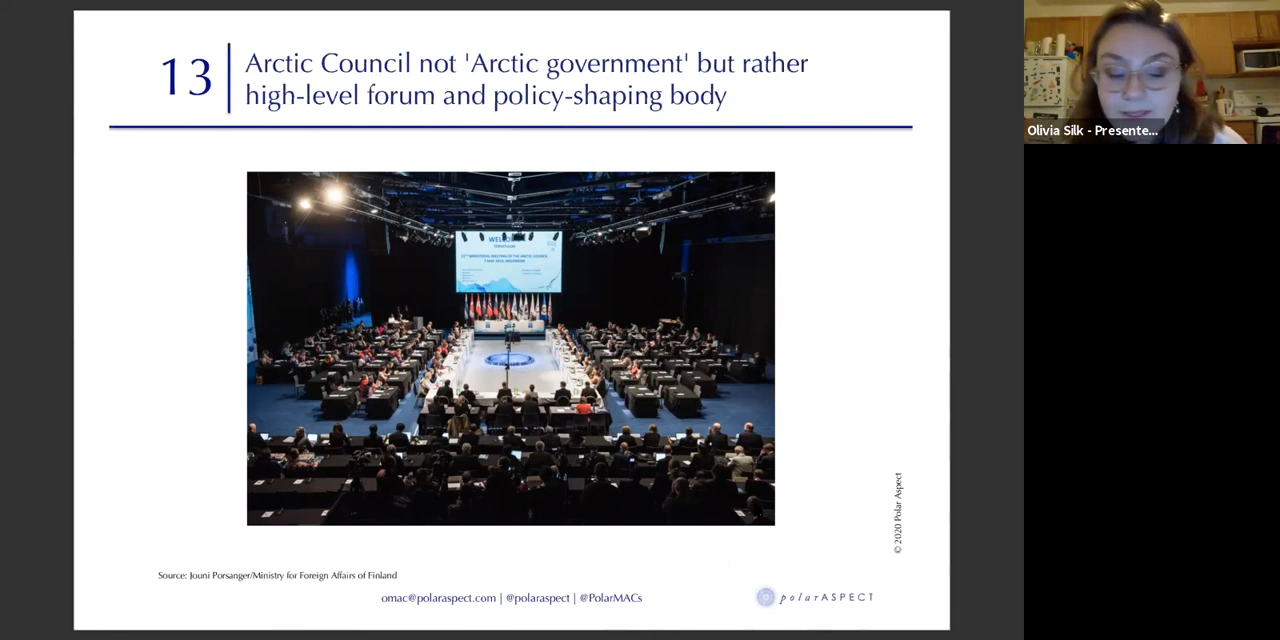 13
Arctic Council not 'Arctic government' but rather
high-level forum and policy-shaping body
Olivia Silk - Presente...
© 2020 Polar Aspect
Source: Jouni Porsanger/Ministry for Foreign Affairs of Finland
omac@polaraspect.com | @polaraspect | @PolarMACs
polarASPECT